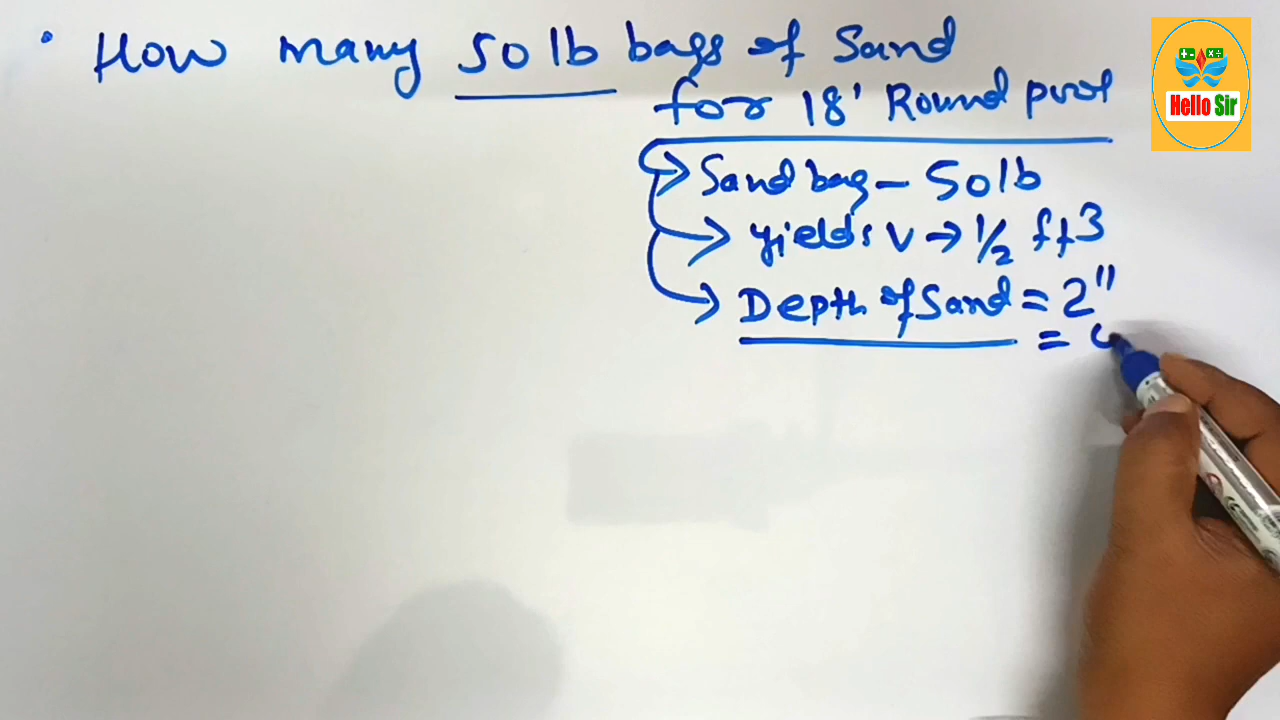 • How many 50 lb bags of Sand
for 18' Round pool
Sand bag - 50 lb
yields V → 1/2 ft3
Depth of Sand = 2"
=
Hello Sir